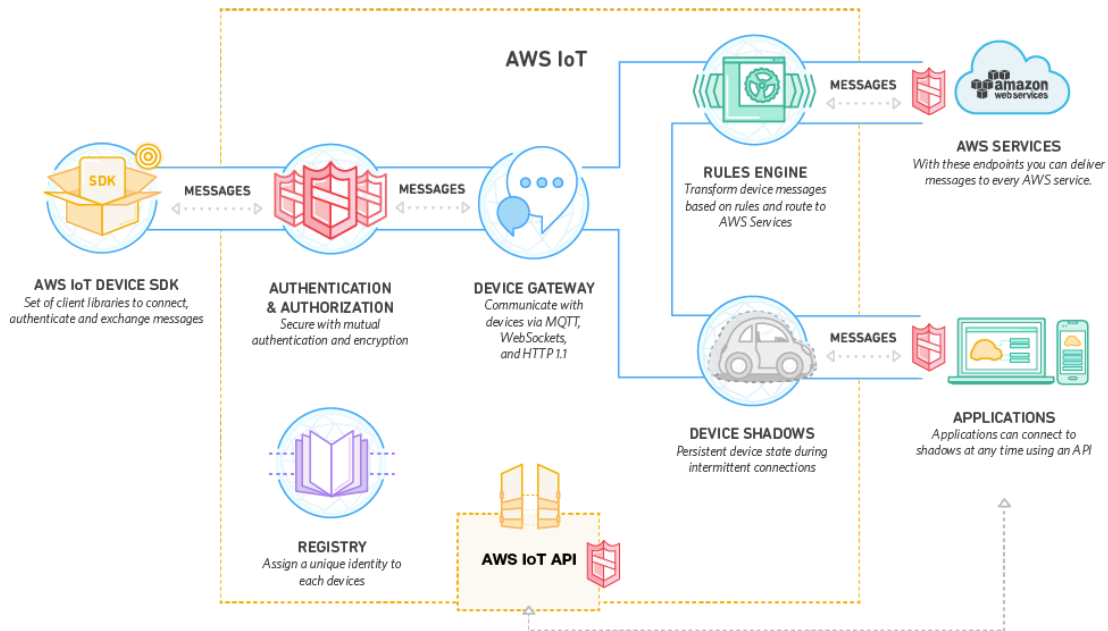 AWS IoT
SDK
MESSAGES
MESSAGES
MESSAGES
amazon
web services
AWS IoT DEVICE SDK
Set of client libraries to connect,
authenticate and exchange messages
AUTHENTICATION
& AUTHORIZATION
Secure with mutual
authentication and encryption
DEVICE GATEWAY
Communicate with
devices via MQTT,
WebSockets,
and HTTP 1.1
RULES ENGINE
Transform device messages
based on rules and route to
AWS Services
AWS SERVICES
With these endpoints you can deliver
messages to every AWS service.
MESSAGES
DEVICE SHADOWS
Persistent device state during
intermittent connections
APPLICATIONS
Applications can connect to
shadows at any time using an API
REGISTRY
Assign a unique identity to
each devices
AWS IoT API